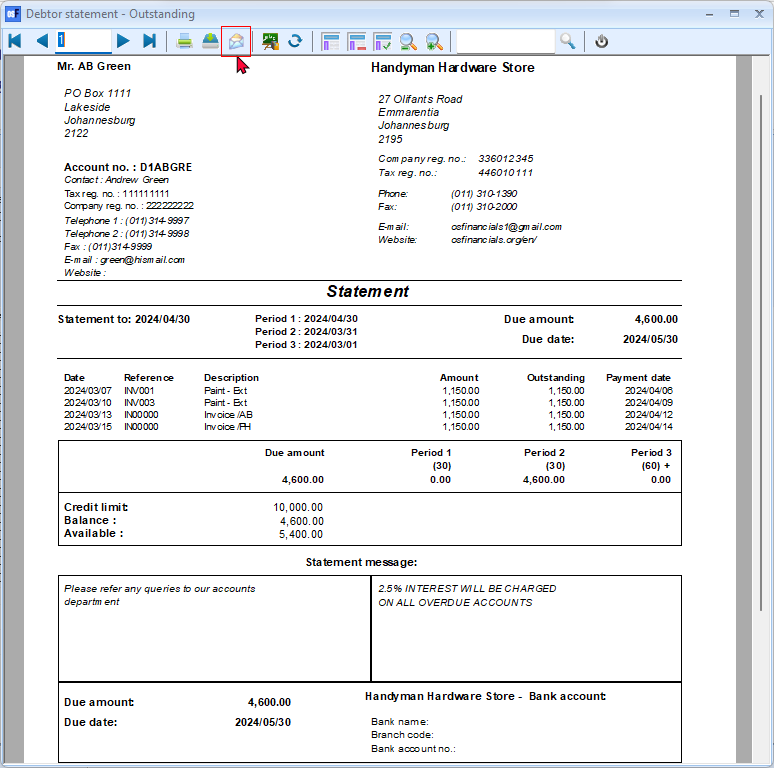 Debtor statement - Outstanding
1
Mr. AB Green
Handyman Hardware Store
PO Box 1111
Lakeside
Johannesburg
2122
27 Olifants Road
Emmarentia
Johannesburg
2195
Company reg. no.: 336012345
Tax reg. no.: 446010111
Account no. : D1ABGRE
Contact : Andrew Green
Tax reg. no. : 111111111
Company reg. no. : 222222222
Telephone 1 : (011)314-9997
Telephone 2 : (011)314-9998
Fax : (011)314-9999
E-mail : green@hismail.com
Website :
Phone: (011) 310-1390
Fax: (011) 310-2000
E-mail: osfinancials1@gmail.com
Website: osfinancials.org/en/
Statement
Statement to: 2024/04/30
Period 1 : 2024/04/30
Period 2 : 2024/03/31
Period 3 : 2024/03/01
Due amount: 4,600.00
Due date: 2024/05/30
Date Reference Description Amount Outstanding Payment date
2024/03/07 INV001 Paint - Ext 1,150.00 1,150.00 2024/04/06
2024/03/10 INV003 Paint - Ext 1,150.00 1,150.00 2024/04/09
2024/03/13 IN00000 Invoice /AB 1,150.00 1,150.00 2024/04/12
2024/03/15 IN00000 Invoice /FH 1,150.00 1,150.00 2024/04/14
Due amount Period 1 Period 2 Period 3
(30) (30) (60) +
4,600.00 0.00 4,600.00 0.00
Credit limit: 10,000.00
Balance : 4,600.00
Available : 5,400.00
Statement message:
Please refer any queries to our accounts
department
2.5% INTEREST WILL BE CHARGED
ON ALL OVERDUE ACCOUNTS
Due amount: 4,600.00
Due date: 2024/05/30
Handyman Hardware Store - Bank account:
Bank name:
Branch code:
Bank account no.: